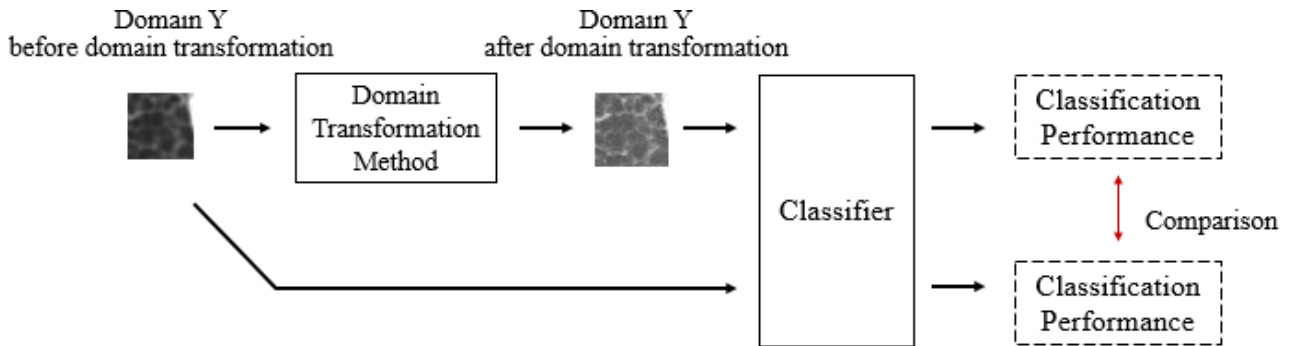 Domain Y
before domain transformation
Domain Y
after domain transformation
Domain
Transformation
Method
Classifier
Classification
Performance
Comparison
Classification
Performance